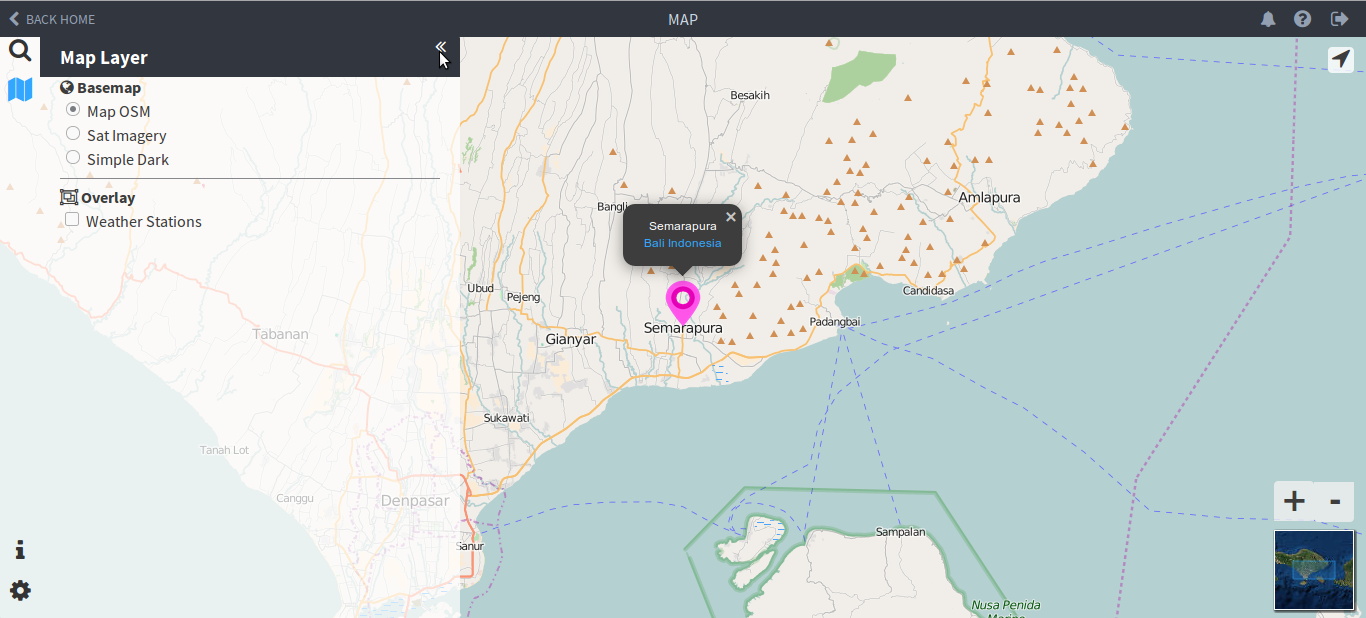 BACK HOME
MAP
Map Layer
Basemap
Map OSM
Sat Imagery
Simple Dark
Overlay
Weather Stations
Besakih
Bangli
Amlapura
Semarapura
Bali Indonesia
Ubud
Pejeng
Candidasa
Padangbai
Semarapura
Gianyar
Tabanan
Sukawati
Tanah Lot
Canggu
Denpasar
Sanur
Sampalan
Nusa Penida
+
-